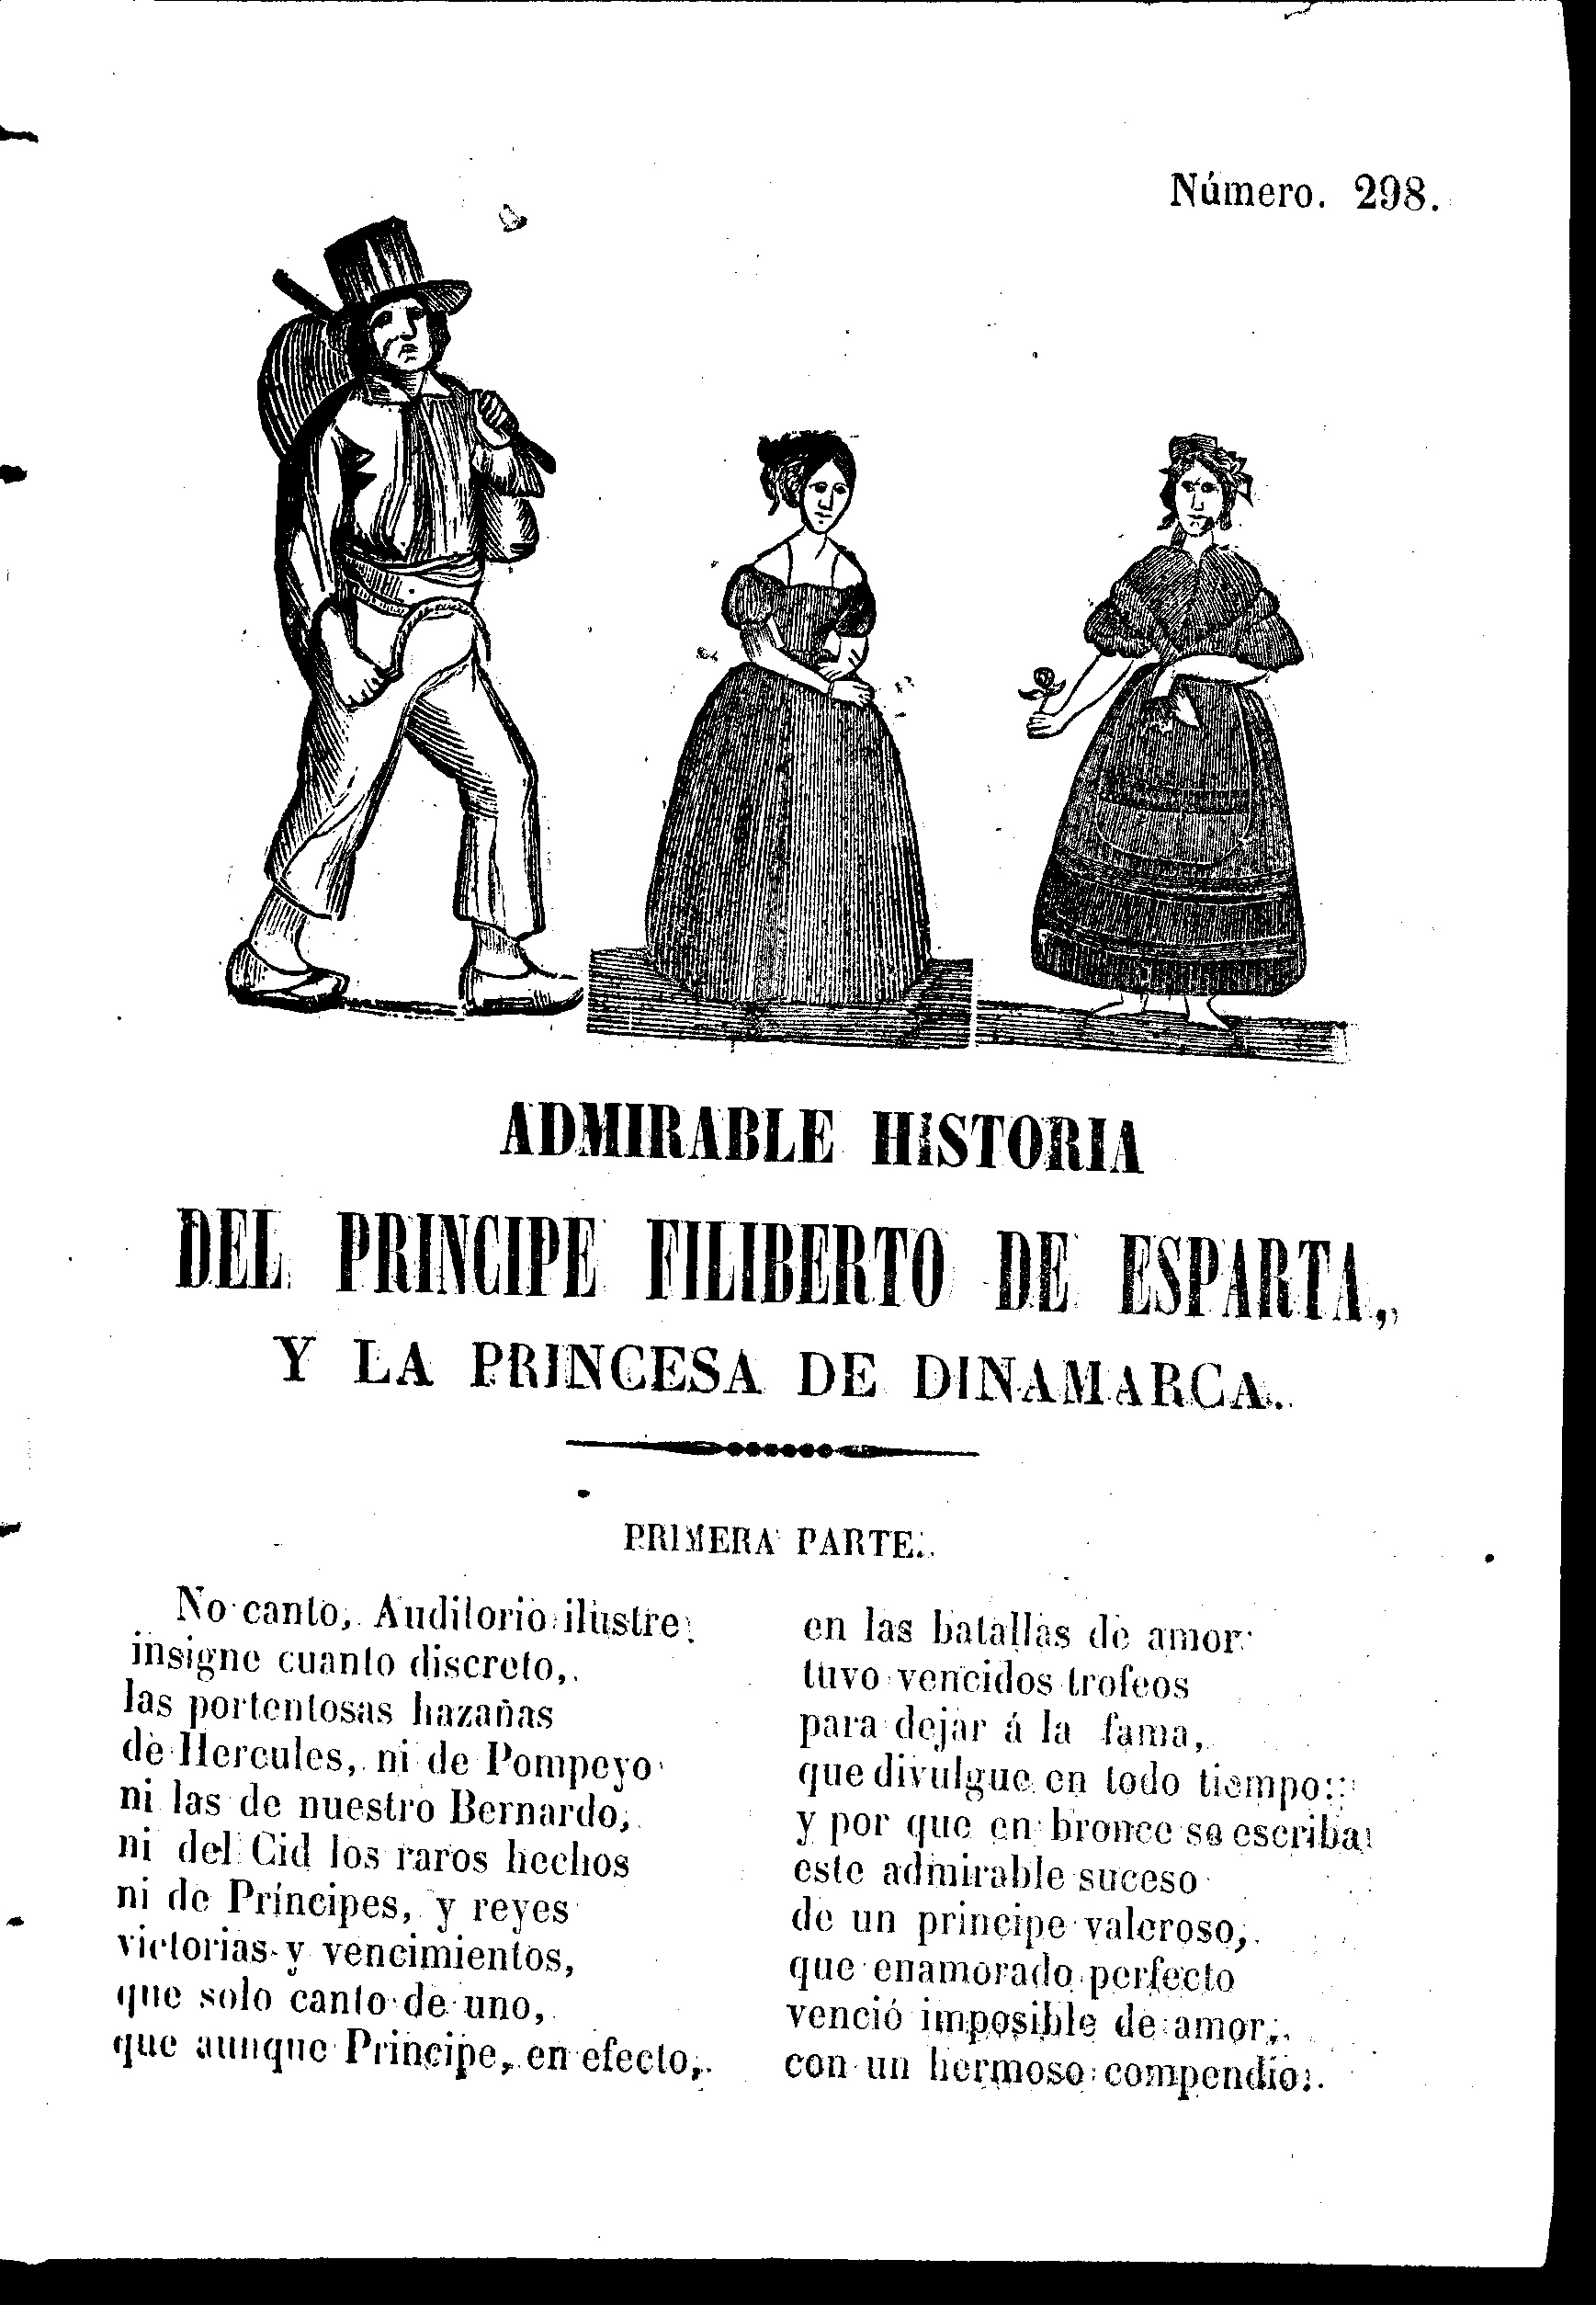 Número. 298.
ADMIRABLE HISTORIA
DEL PRINCIPE FILIBERTO DE ESPARTA,
Y LA PRINCESA DE DINAMARCA.
PRIMERA PARTE.
No canto, Auditorio ilustre
insigne cuanto discreto,
las portentosas hazañas
de Hercules, ni de Pompeyo
ni las de nuestro Bernardo,
ni del Cid los raros hechos
ni de Príncipes, y reyes
victorias y vencimientos,
que solo canto de uno,
que aunque Principe, en efecto,
en las batallas de amor
tuvo vencidos trofeos
para dejar á la fama,
que divulgue en todo tiempo:
y por que en bronce se escriba
este admirable suceso
de un principe valeroso,
que enamorado perfecto
venció imposible de amor,
con un hermoso compendio.